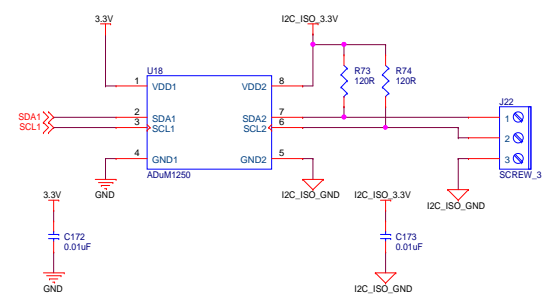 3.3V
I2C_ISO_3.3V
U18
R73
120R
R74
120R
1
VDD1
VDD2
8
J22
SDA1
2
SDA1
SDA2
7
1
SCL1
3
SCL1
SCL2
6
2
4
GND1
GND2
5
3
ADuM1250
SCREW_3
GND
I2C_ISO_GND
I2C_ISO_GND
3.3V
I2C_ISO_3.3V
C172
0.01uF
C173
0.01uF
GND
I2C_ISO_GND